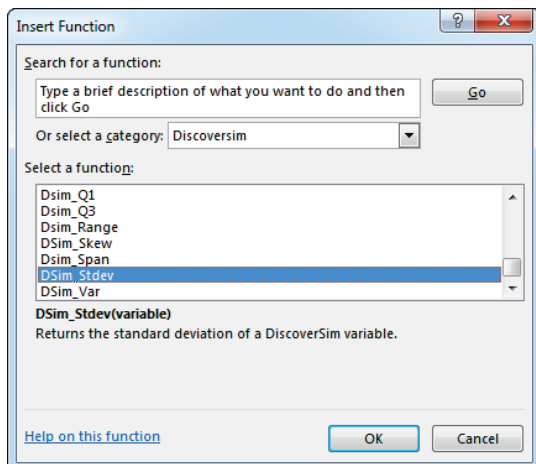 Insert Function
Search for a function:
Type a brief description of what you want to do and then
click Go
Go
Or select a category: Discoversim
Select a function:
Dsim_Q1
Dsim_Q3
Dsim_Range
DSim_Skew
Dsim_Span
DSim_Stdev
DSim_Var
DSim_Stdev(variable)
Returns the standard deviation of a DiscoverSim variable.
Help on this function
OK
Cancel